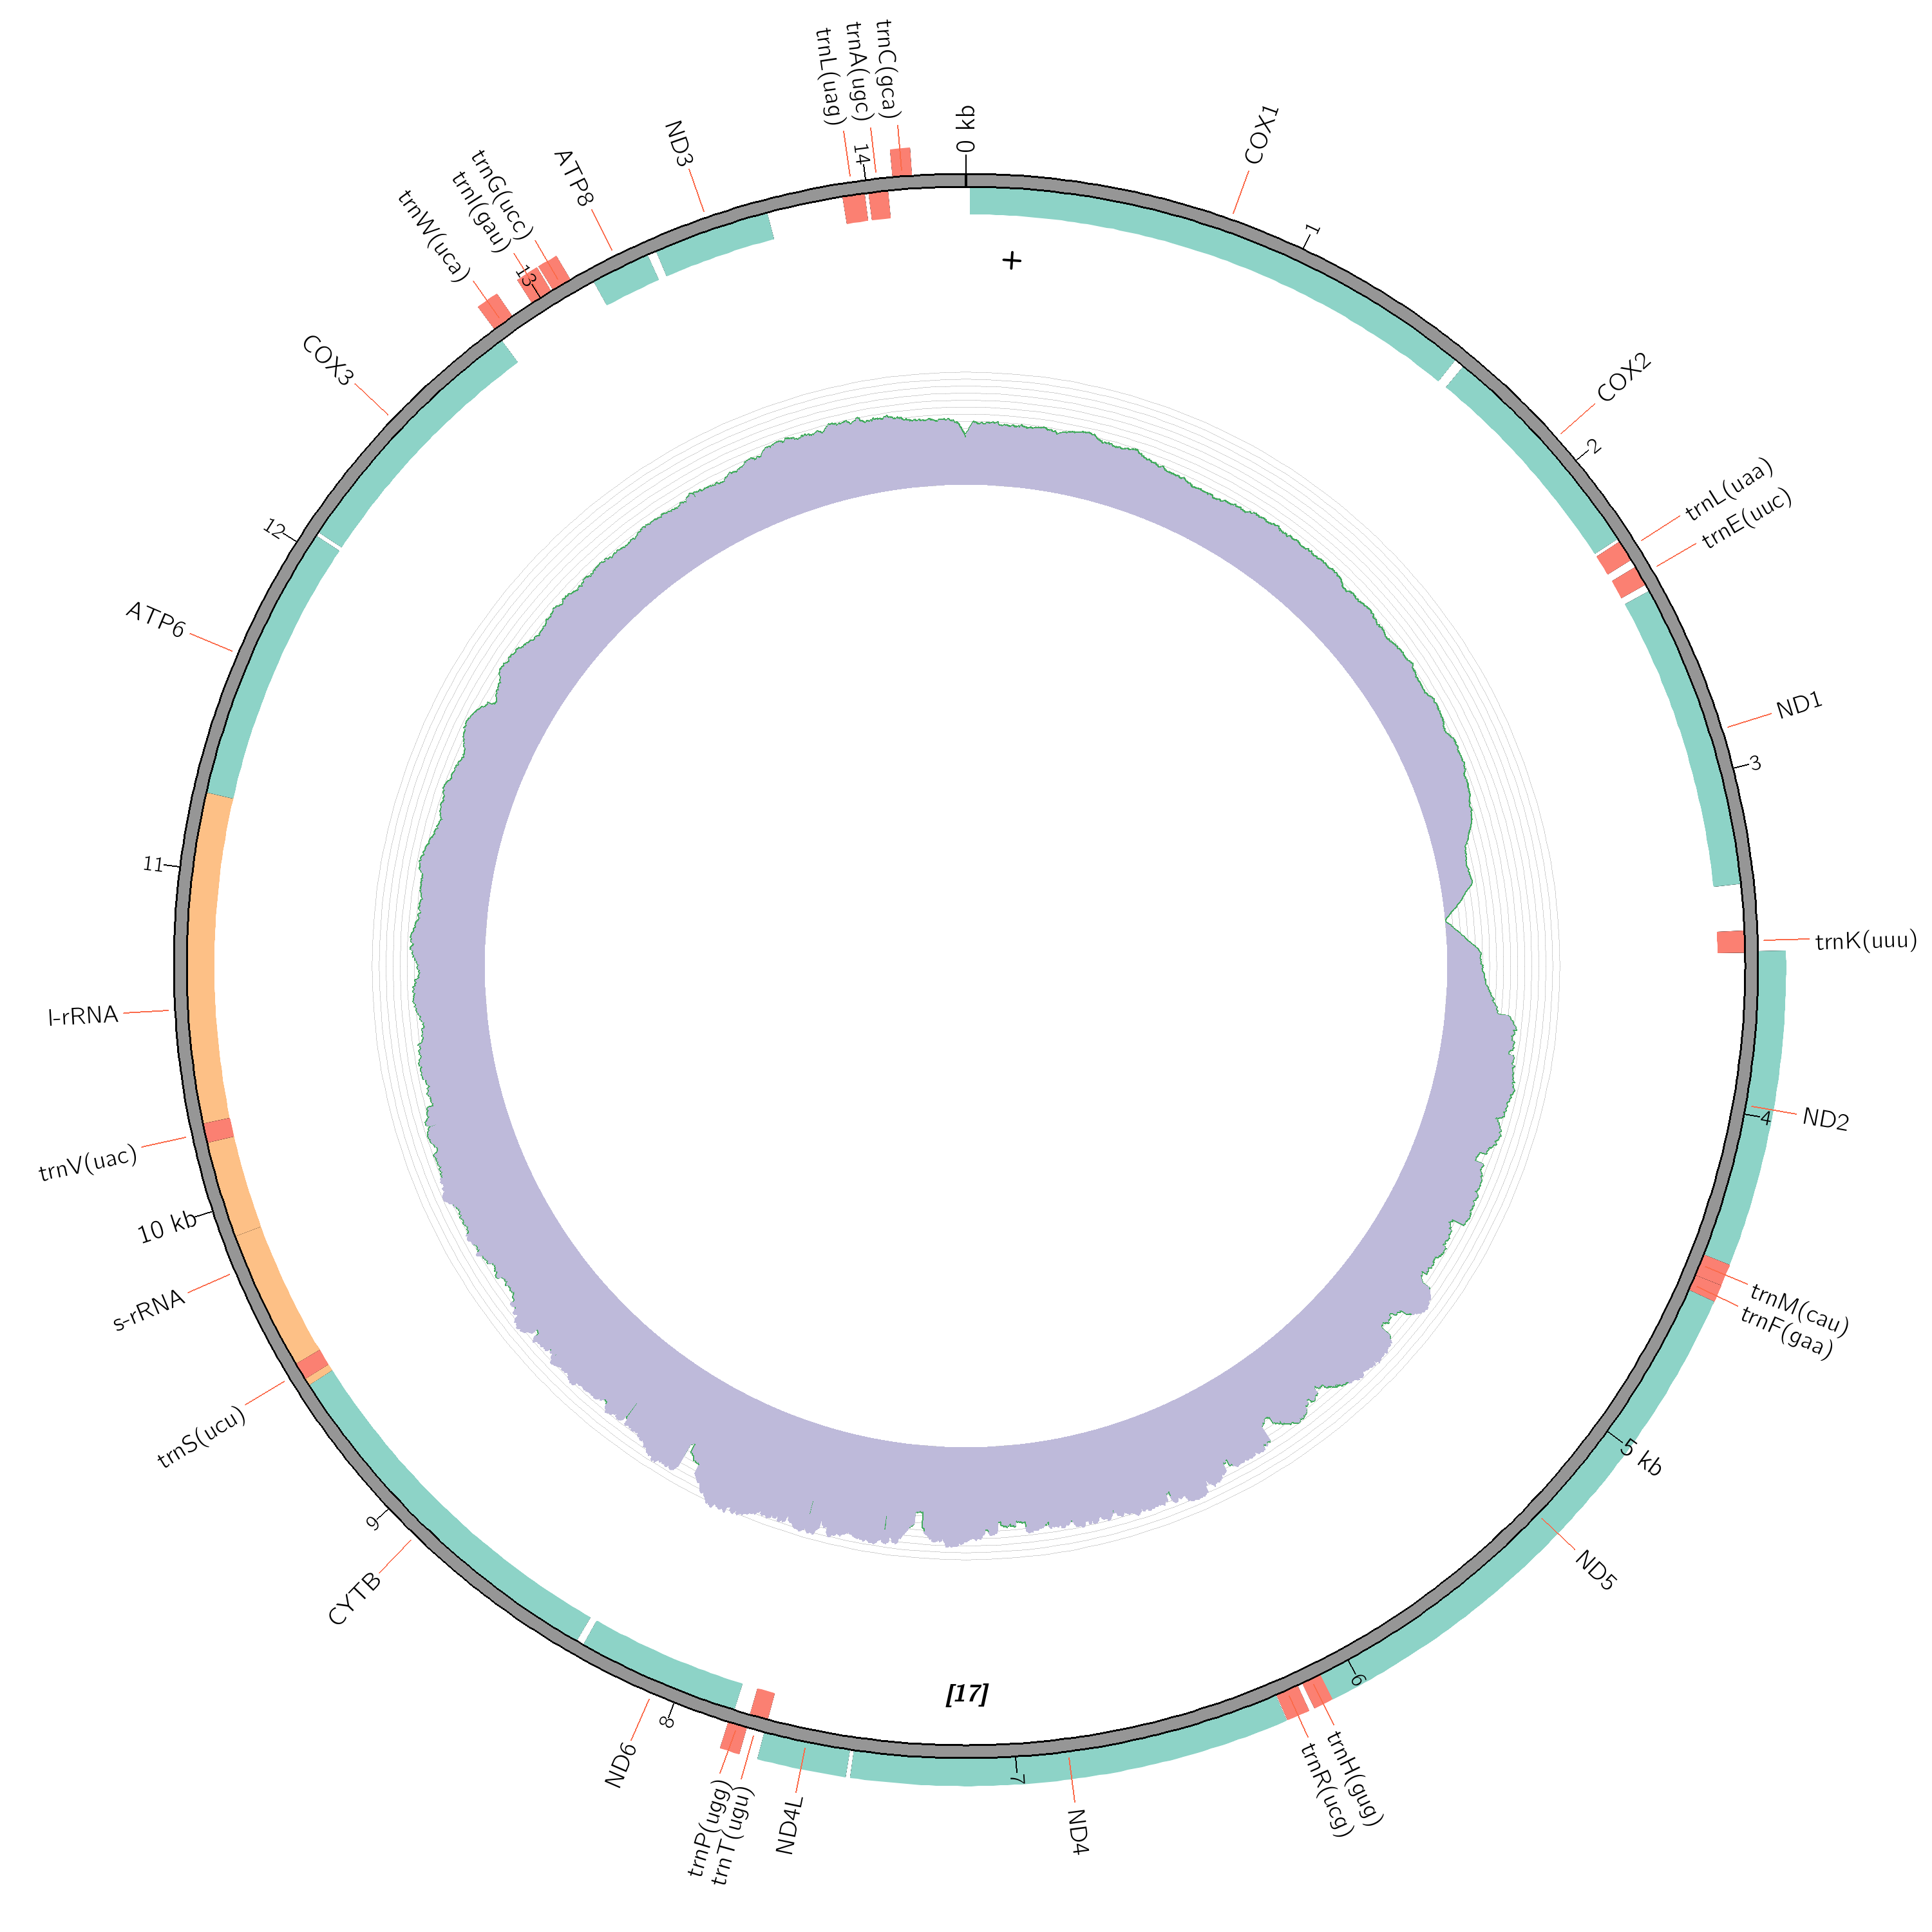 0 kb
COX1
1
COX2
2
trnL(uaa)
trnE(uuc)
ND1
3
trnK(uuu)
ND2
4
trnM(cau)
trnF(gaa)
5 kb
ND5
6
trnH(gug)
trnR(ucg)
ND4
7
ND4L
trnT(ugu)
trnP(ugg)
8
ND6
CYTB
9
trnS(ucu)
s-rRNA
10 kb
trnV(uac)
l-rRNA
11
ATP6
12
COX3
trnW(uca)
13
trnI(gau)
trnG(ucc)
ATP8
ND3
trnL(uag)
14
trnA(ugc)
trnC(gca)
+
[17]